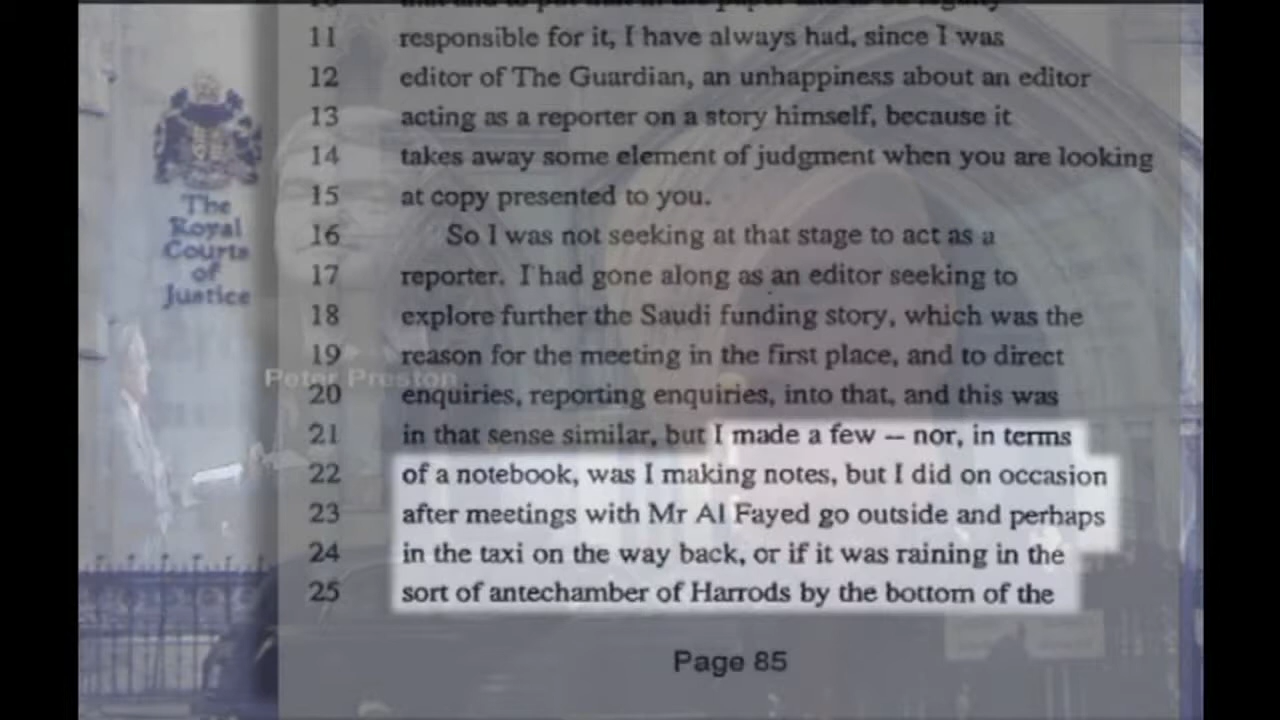 The
Royal
Courts
of
Justice
Peter Preston
11 responsible for it, I have always had, since I was
12 editor of The Guardian, an unhappiness about an editor
13 acting as a reporter on a story himself, because it
14 takes away some element of judgment when you are looking
15 at copy presented to you.
16 So I was not seeking at that stage to act as a
17 reporter. I had gone along as an editor seeking to
18 explore further the Saudi funding story, which was the
19 reason for the meeting in the first place, and to direct
20 enquiries, reporting enquiries, into that, and this was
21 in that sense similar, but I made a few – nor, in terms
22 of a notebook, was I making notes, but I did on occasion
23 after meetings with Mr Al Fayed go outside and perhaps
24 in the taxi on the way back, or if it was raining in the
25 sort of antechamber of Harrods by the bottom of the
Page 85